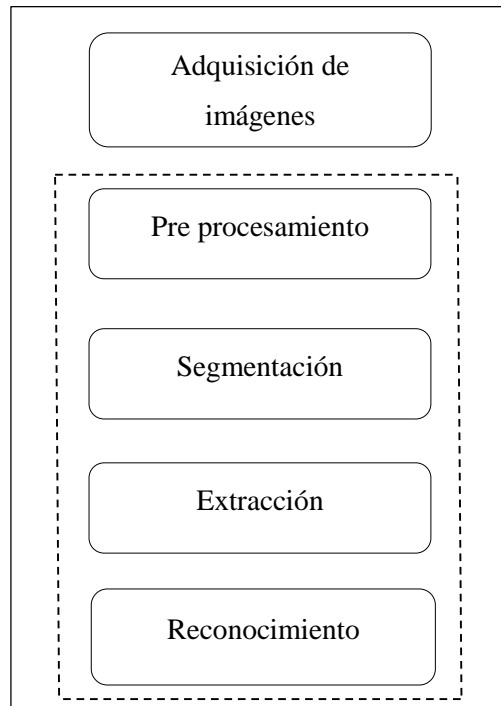 Adquisición de
imágenes
Pre procesamiento
Segmentación
Extracción
Reconocimiento